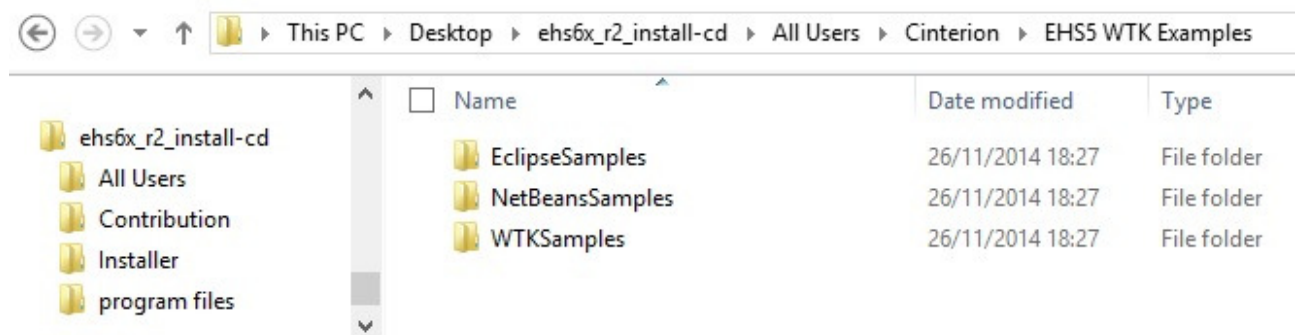 This PC Desktop ehs6x_r2_install-cd All Users Cinterion EHS5 WTK Examples
ehs6x_r2_install-cd
All Users
Contribution
Installer
program files
Name Date modified Type
EclipseSamples 26/11/2014 18:27 File folder
NetBeansSamples 26/11/2014 18:27 File folder
WTKSamples 26/11/2014 18:27 File folder